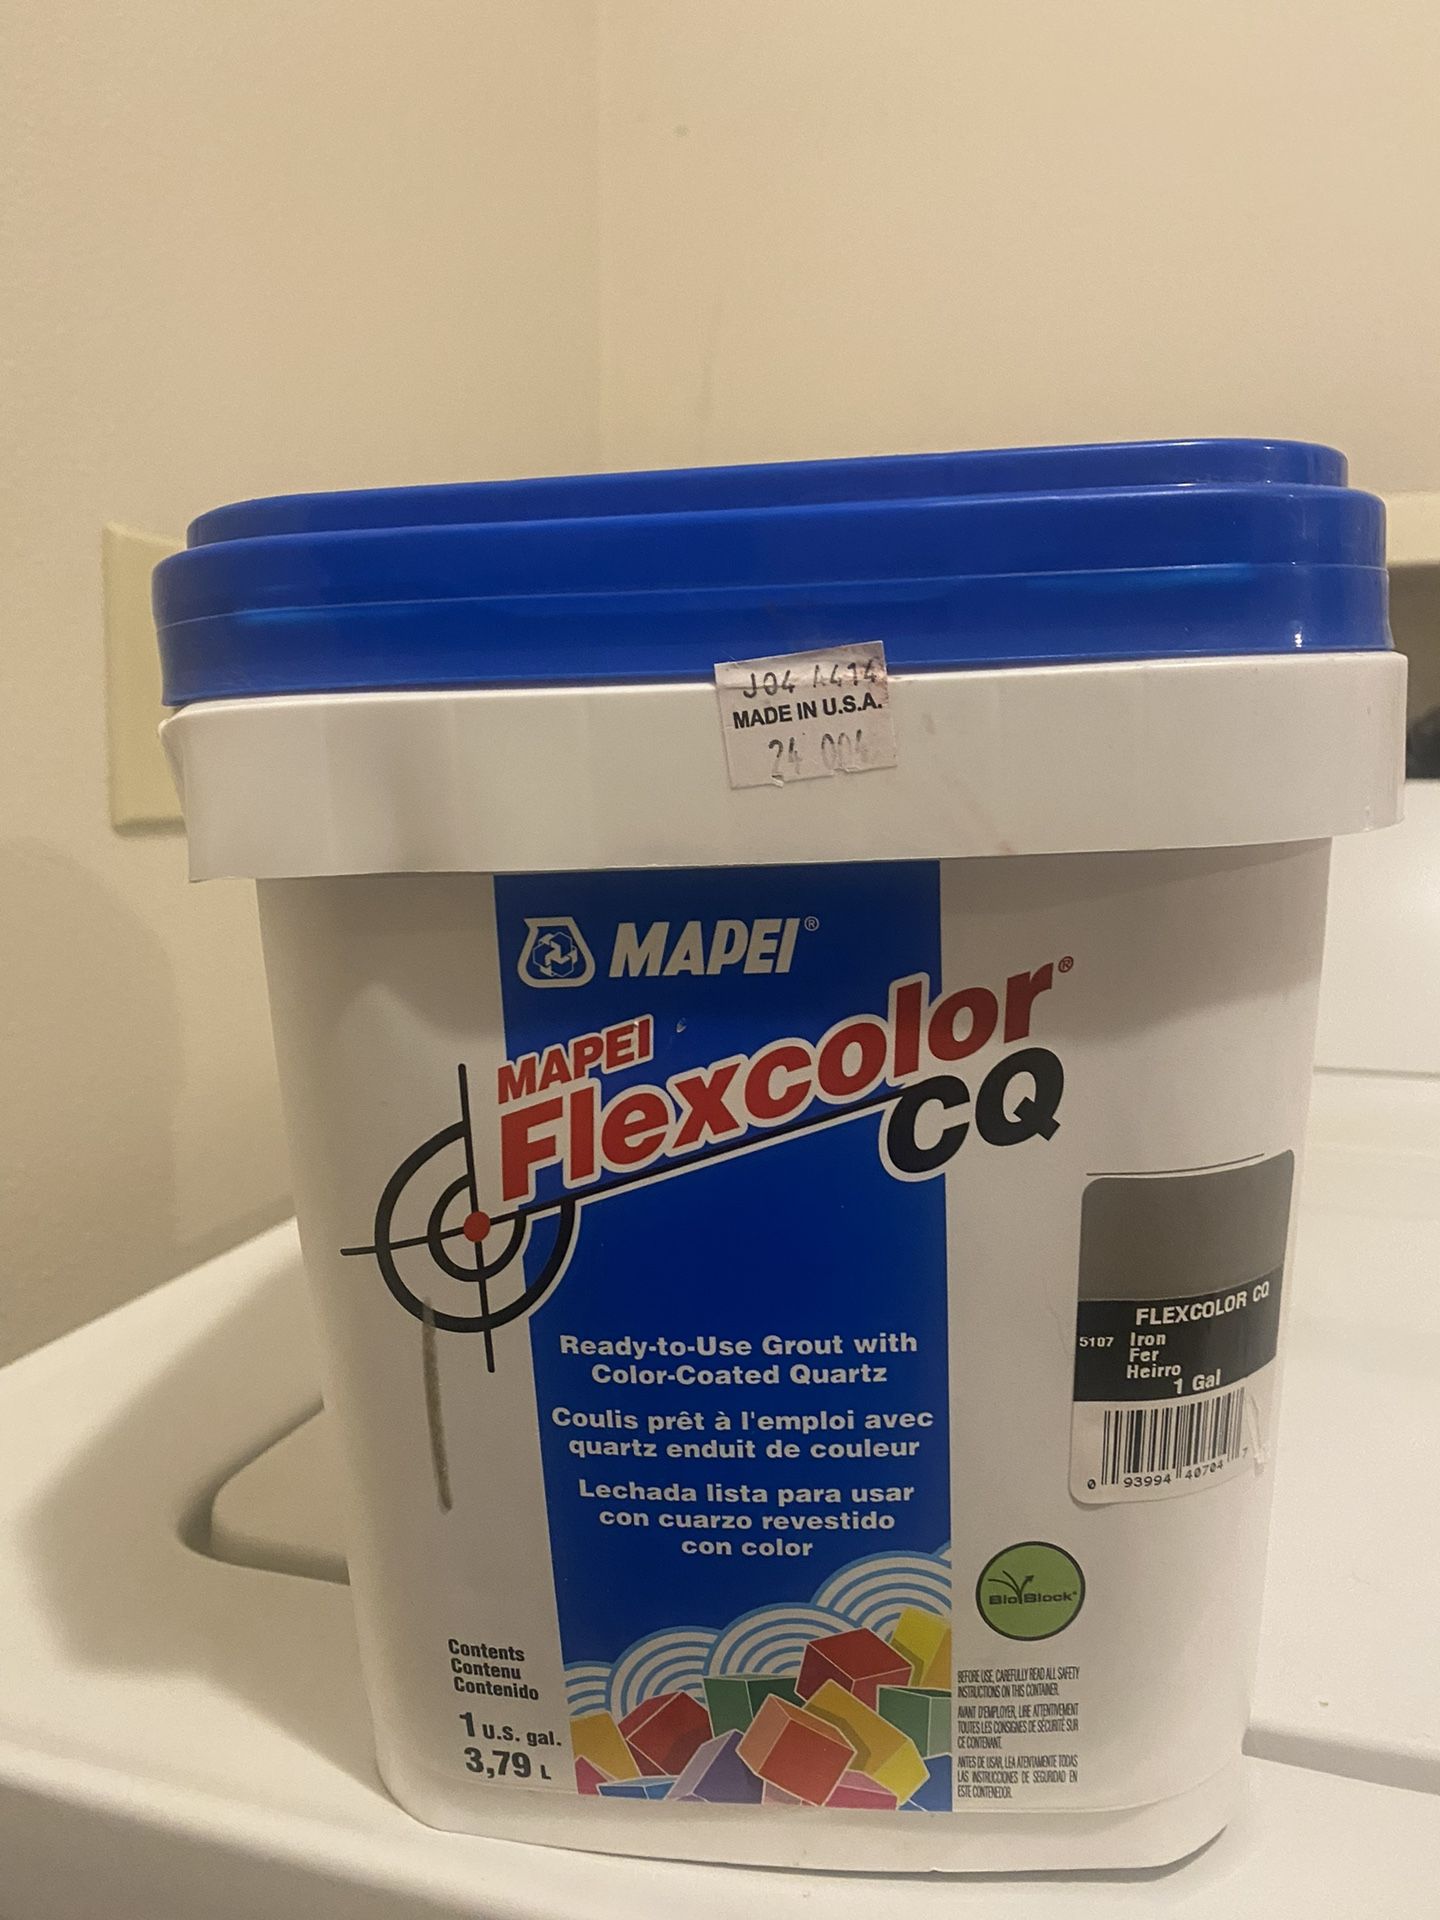 J04 A414
MADE IN U.S.A.
24
MAPEI®
MAPEI
Flexcolor®
CQ
Ready-to-Use Grout with
Color-Coated Quartz
Coulis prêt à l'emploi avec
quartz enduit de couleur
Lechada lista para usar
con cuarzo revestido
con color
FLEXCOLOR CQ
5107 Iron
Fer
Heirro
1 Gal
0 93994 40704 7
BioBlock®
Contents
Contenu
Contenido
1 U.S. gal.
3,79 L
BEFORE USE, CAREFULLY READ ALL SAFETY
INSTRUCTIONS ON THIS CONTAINER.
AVANT D'EMPLOYER, LIRE ATTENTIVEMENT
TOUTES LES CONSIGNES DE SÉCURITÉ SUR
CE CONTENANT.
ANTES DE USAR, LEA ATENTAMENTE TODAS
LAS INSTRUCCIONES DE SEGURIDAD EN
ESTE CONTENEDOR.